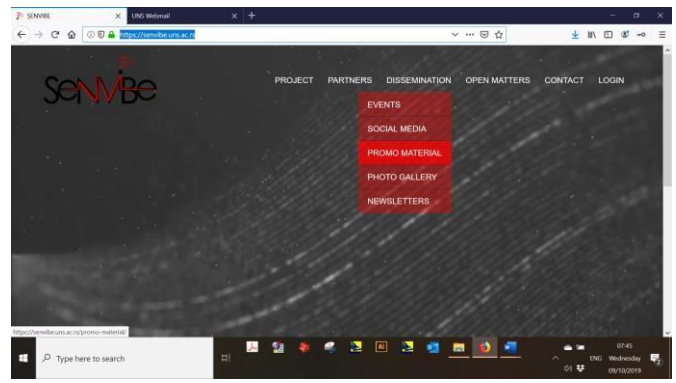 SENVIBE
UNS Webmail
https://senvibe.uns.ac.rs
SENVIBE
PROJECT PARTNERS DISSEMINATION OPEN MATTERS CONTACT LOGIN
EVENTS
SOCIAL MEDIA
PROMO MATERIAL
PHOTO GALLERY
NEWSLETTERS
https://senvibe.uns.ac.rs/promo-material/
Type here to search
Ai
07:45
ENG Wednesday
09/10/2019